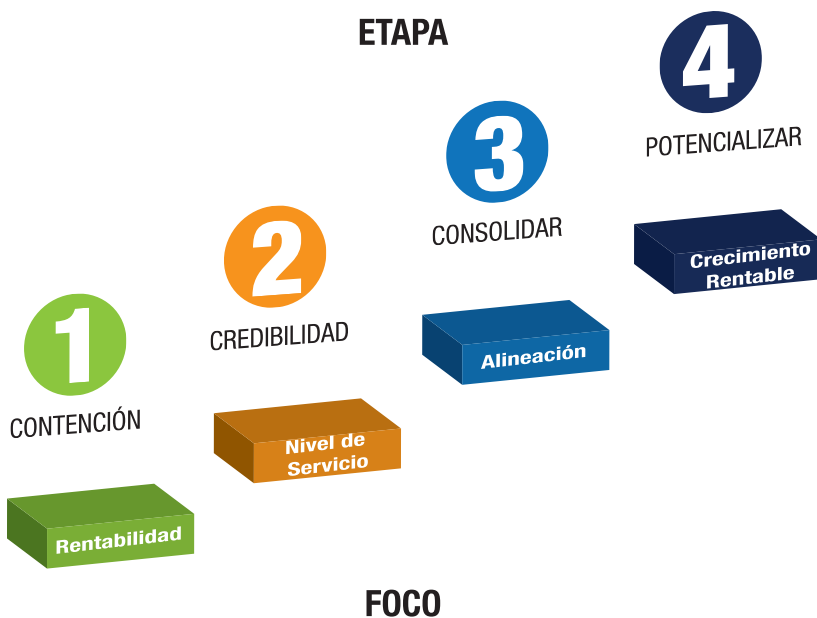 ETAPA
1
CONTENCIÓN
Rentabilidad
2
CREDIBILIDAD
Nivel de
Servicio
3
CONSOLIDAR
Alineación
4
POTENCIALIZAR
Crecimiento
Rentable
FOCO